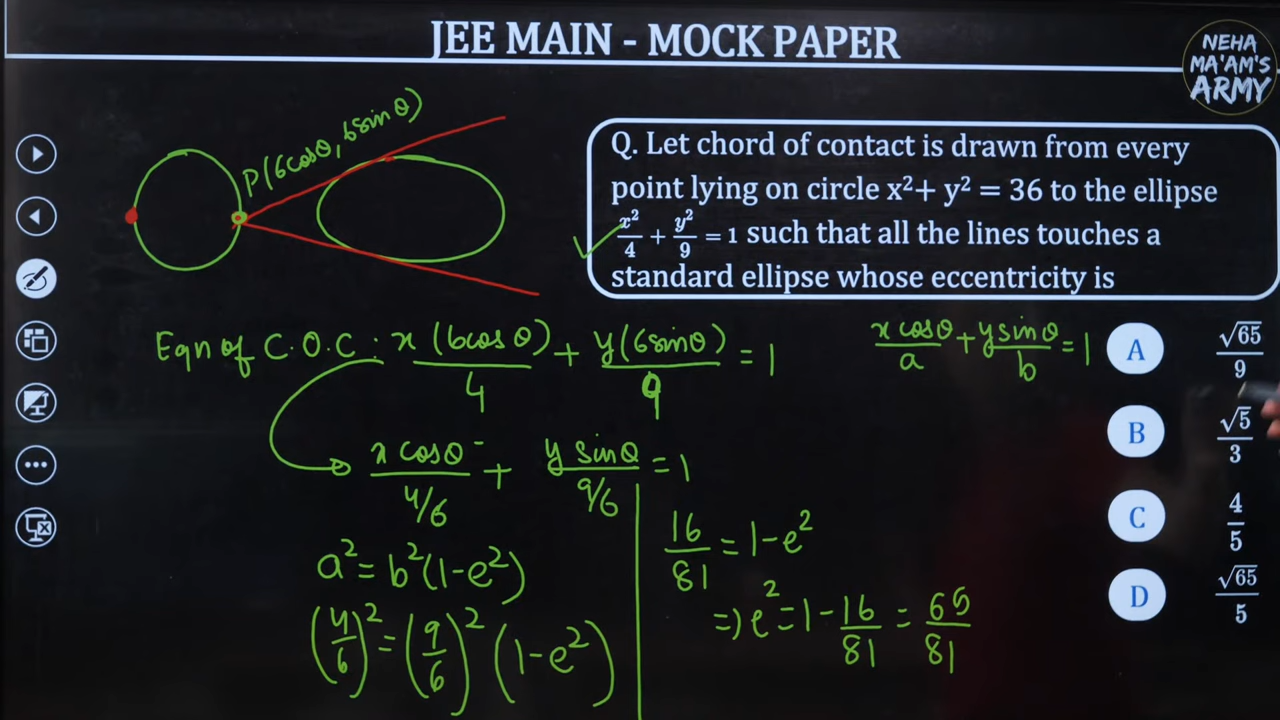 JEE MAIN - MOCK PAPER
NEHA
MA'AM'S
ARMY
P(6cosθ, 6sinθ)
Q. Let chord of contact is drawn from every
point lying on circle x²+ y² = 36 to the ellipse
x²/4 + y²/9 = 1 such that all the lines touches a
standard ellipse whose eccentricity is
Eqn of C.O.C : x (6cosθ)/4 + y(6sinθ)/9 = 1
x cosθ/a + y sinθ/b = 1
x cosθ/4/6 + y sinθ/9/6 = 1
a² = b²(1-e²)
(4/6)² = (9/6)² (1-e²)
16/81 = 1-e²
=> e² = 1 - 16/81 = 65/81
A √65/9
B √5/3
C 4/5
D √65/5